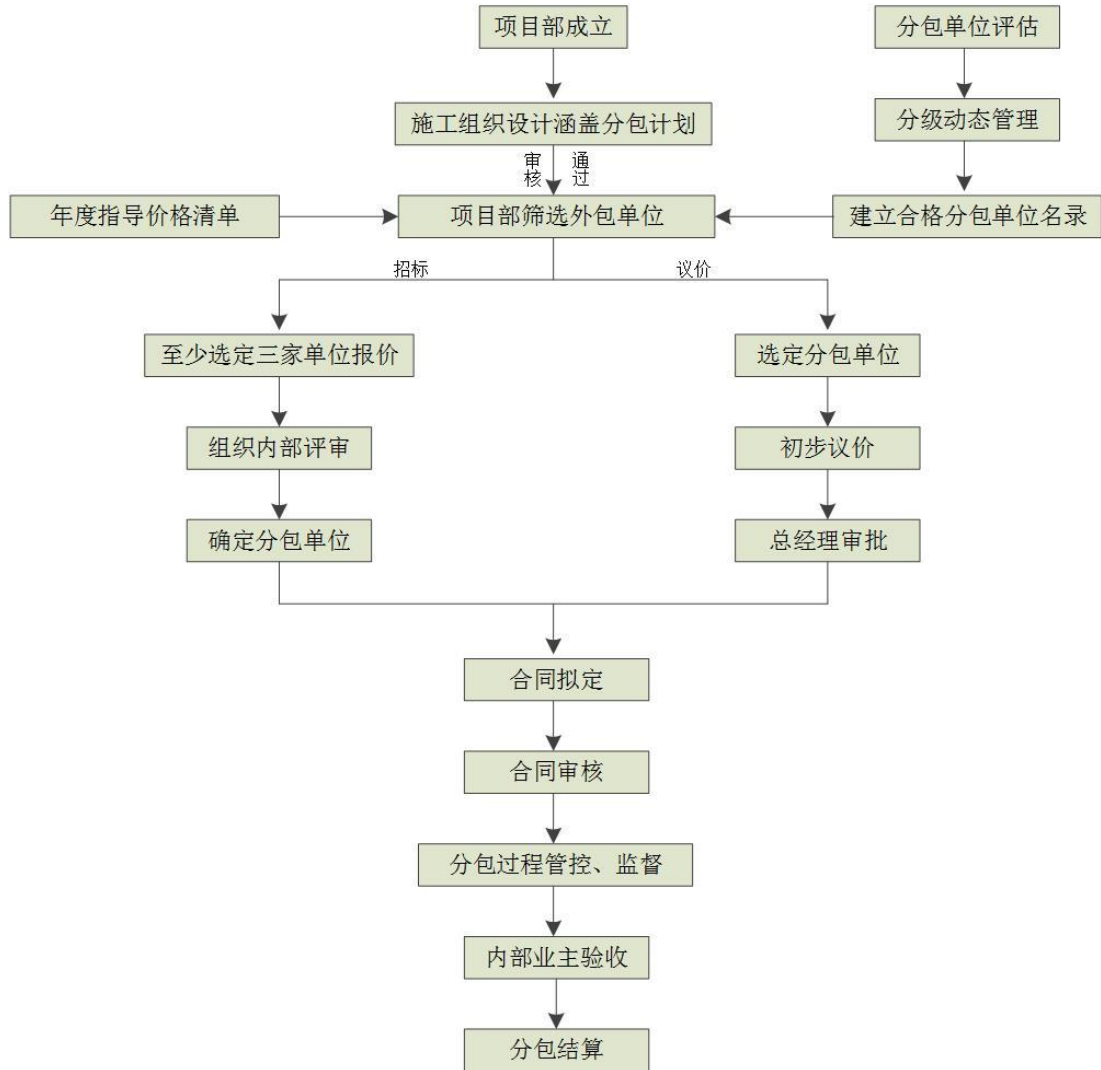 项目部成立
分包单位评估
施工组织设计涵盖分包计划
分级动态管理
审核
通过
年度指导价格清单
项目部筛选外包单位
建立合格分包单位名录
招标
议价
至少选定三家单位报价
选定分包单位
组织内部评审
初步议价
确定分包单位
总经理审批
合同拟定
合同审核
分包过程管控、监督
内部业主验收
分包结算